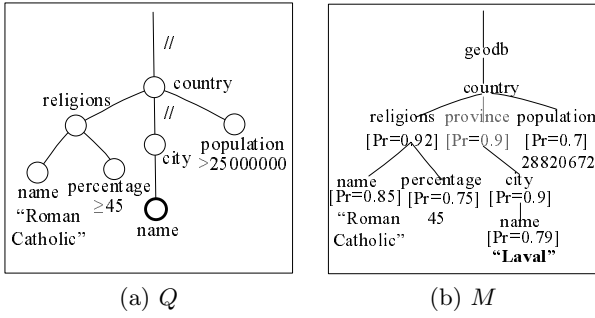 //
country
religions
//
population
>25000000
city
name
"Roman
Catholic"
percentage
≥45
name
(a) Q
geodb
country
religions province population
[Pr=0.92] [Pr=0.9] [Pr=0.7]
28820672
name percentage city
[Pr=0.85] [Pr=0.75] [Pr=0.9]
"Roman
Catholic"
45
name
[Pr=0.79]
"Laval"
(b) M